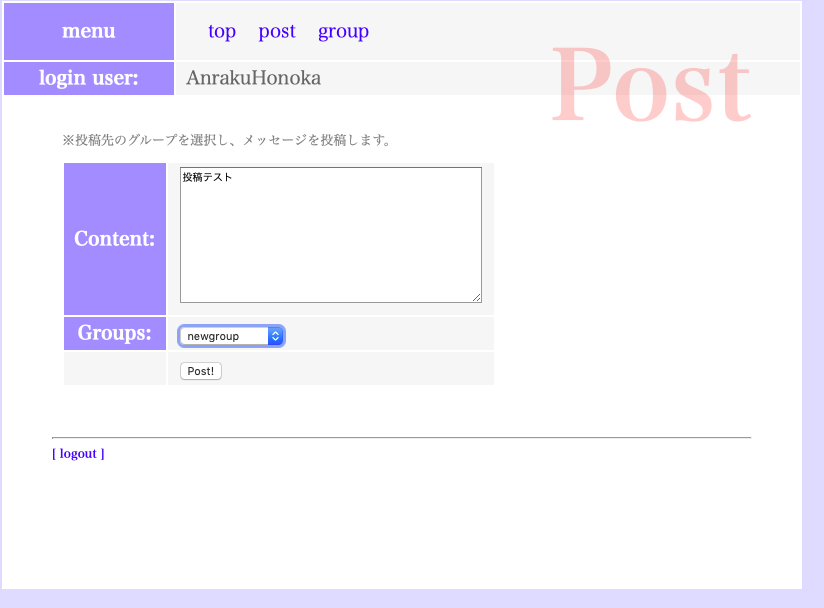 menu top post group
login user: AnrakuHonoka
Post
※投稿先のグループを選択し、メッセージを投稿します。
Content: 投稿テスト
Groups: newgroup
Post!
[ logout ]